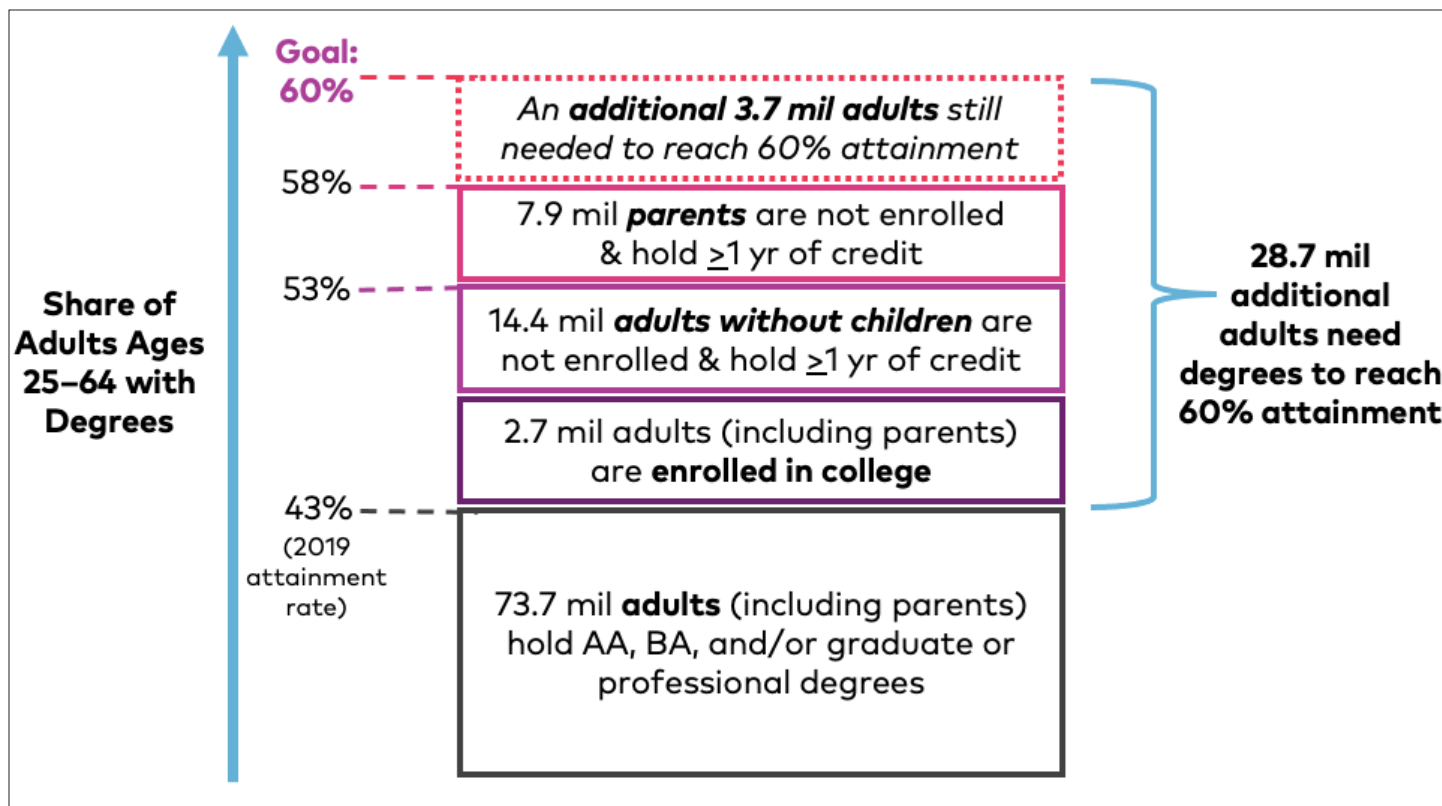 Goal:
60%
An additional 3.7 mil adults still
needed to reach 60% attainment
58%
7.9 mil parents are not enrolled
& hold ≥1 yr of credit
53%
14.4 mil adults without children are
not enrolled & hold ≥1 yr of credit
2.7 mil adults (including parents)
are enrolled in college
43%
(2019
attainment
rate)
73.7 mil adults (including parents)
hold AA, BA, and/or graduate or
professional degrees
Share of
Adults Ages
25–64 with
Degrees
28.7 mil
additional
adults need
degrees to reach
60% attainment